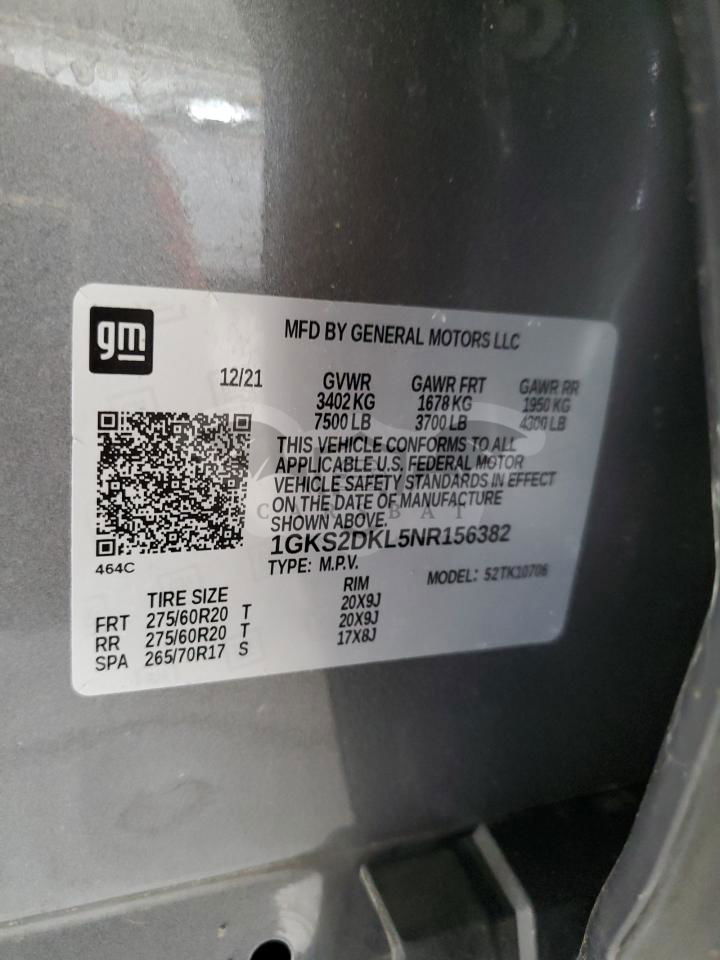 gm
MFD BY GENERAL MOTORS LLC
12/21
GVWR GAWR FRT GAWR RR
3402 KG 1678 KG 1950 KG
7500 LB 3700 LB 4300 LB
THIS VEHICLE CONFORMS TO ALL
APPLICABLE U.S. FEDERAL MOTOR
VEHICLE SAFETY STANDARDS IN EFFECT
ON THE DATE OF MANUFACTURE
SHOWN ABOVE.
1GKS2DKL5NR156382
464C
TYPE: M.P.V. MODEL: 52TK10706
TIRE SIZE RIM
FRT 275/60R20 T 20X9J
RR 275/60R20 T 20X9J
SPA 265/70R17 S 17X8J